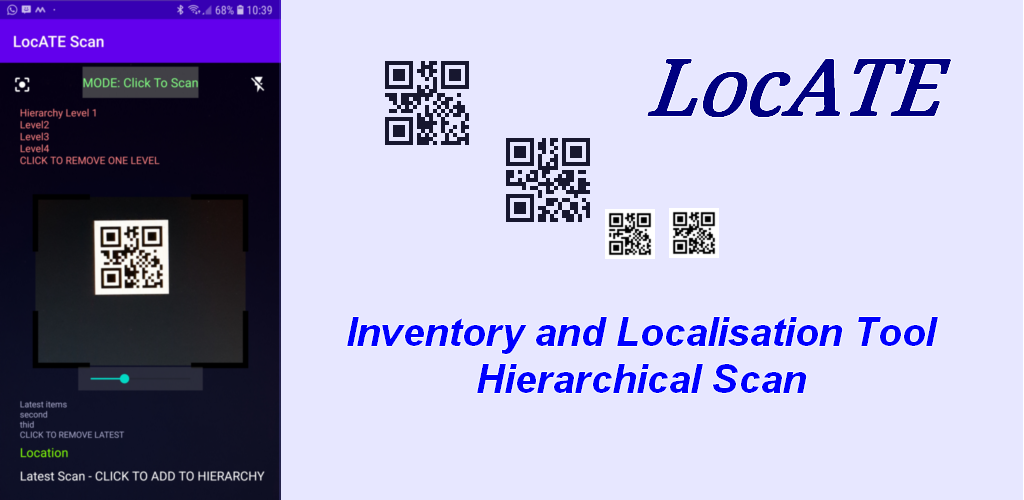 68% 10:39
LocATE Scan
MODE: Click To Scan
Hierarchy Level 1
Level2
Level3
Level4
CLICK TO REMOVE ONE LEVEL
Latest items
second
thid
CLICK TO REMOVE LATEST
Location
Latest Scan - CLICK TO ADD TO HIERARCHY
LocATE
Inventory and Localisation Tool
Hierarchical Scan